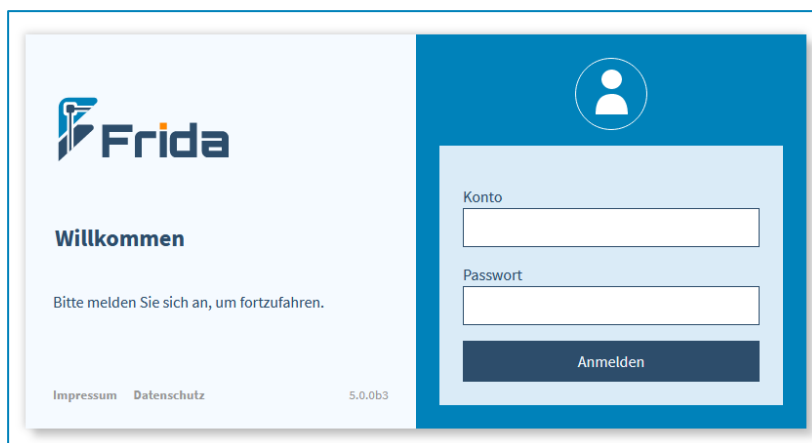 Frida
Willkommen
Bitte melden Sie sich an, um fortzufahren.
Impressum Datenschutz 5.0.0b3
Konto
Passwort
Anmelden